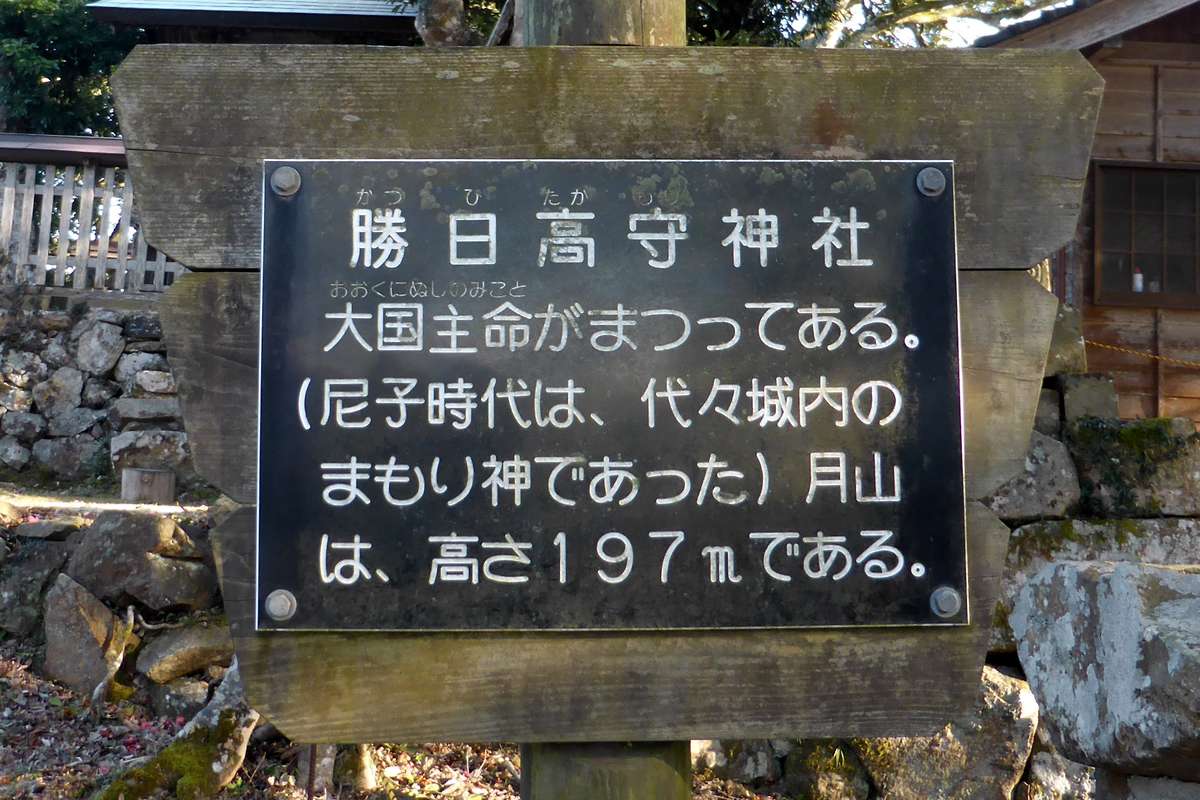 かつ ひ たか もり
勝日高守神社
おおくにぬしのみこと
大国主命がまつってある。
(尼子時代は、代々城内の
まもり神であった)月山
は、高さ197mである。